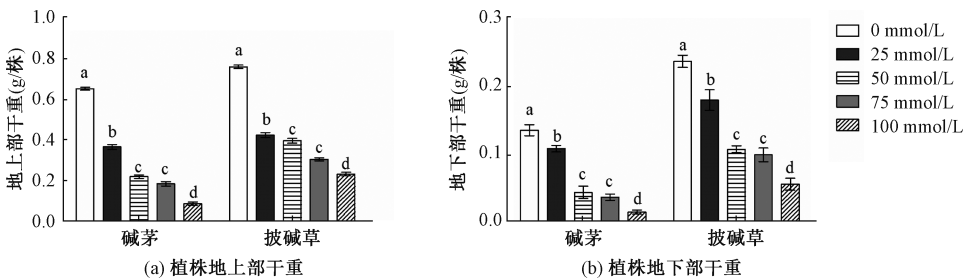 地上部干重(g/株)
1.0
0.8
0.6
0.4
0.2
0.0
a
b
c
c
d
a
b
c
c
d
碱茅
披碱草
(a) 植株地上部干重
地下部干重(g/株)
0.3
0.2
0.1
0.0
a
b
c
c
d
a
b
c
c
d
碱茅
披碱草
(b) 植株地下部干重
0 mmol/L
25 mmol/L
50 mmol/L
75 mmol/L
100 mmol/L